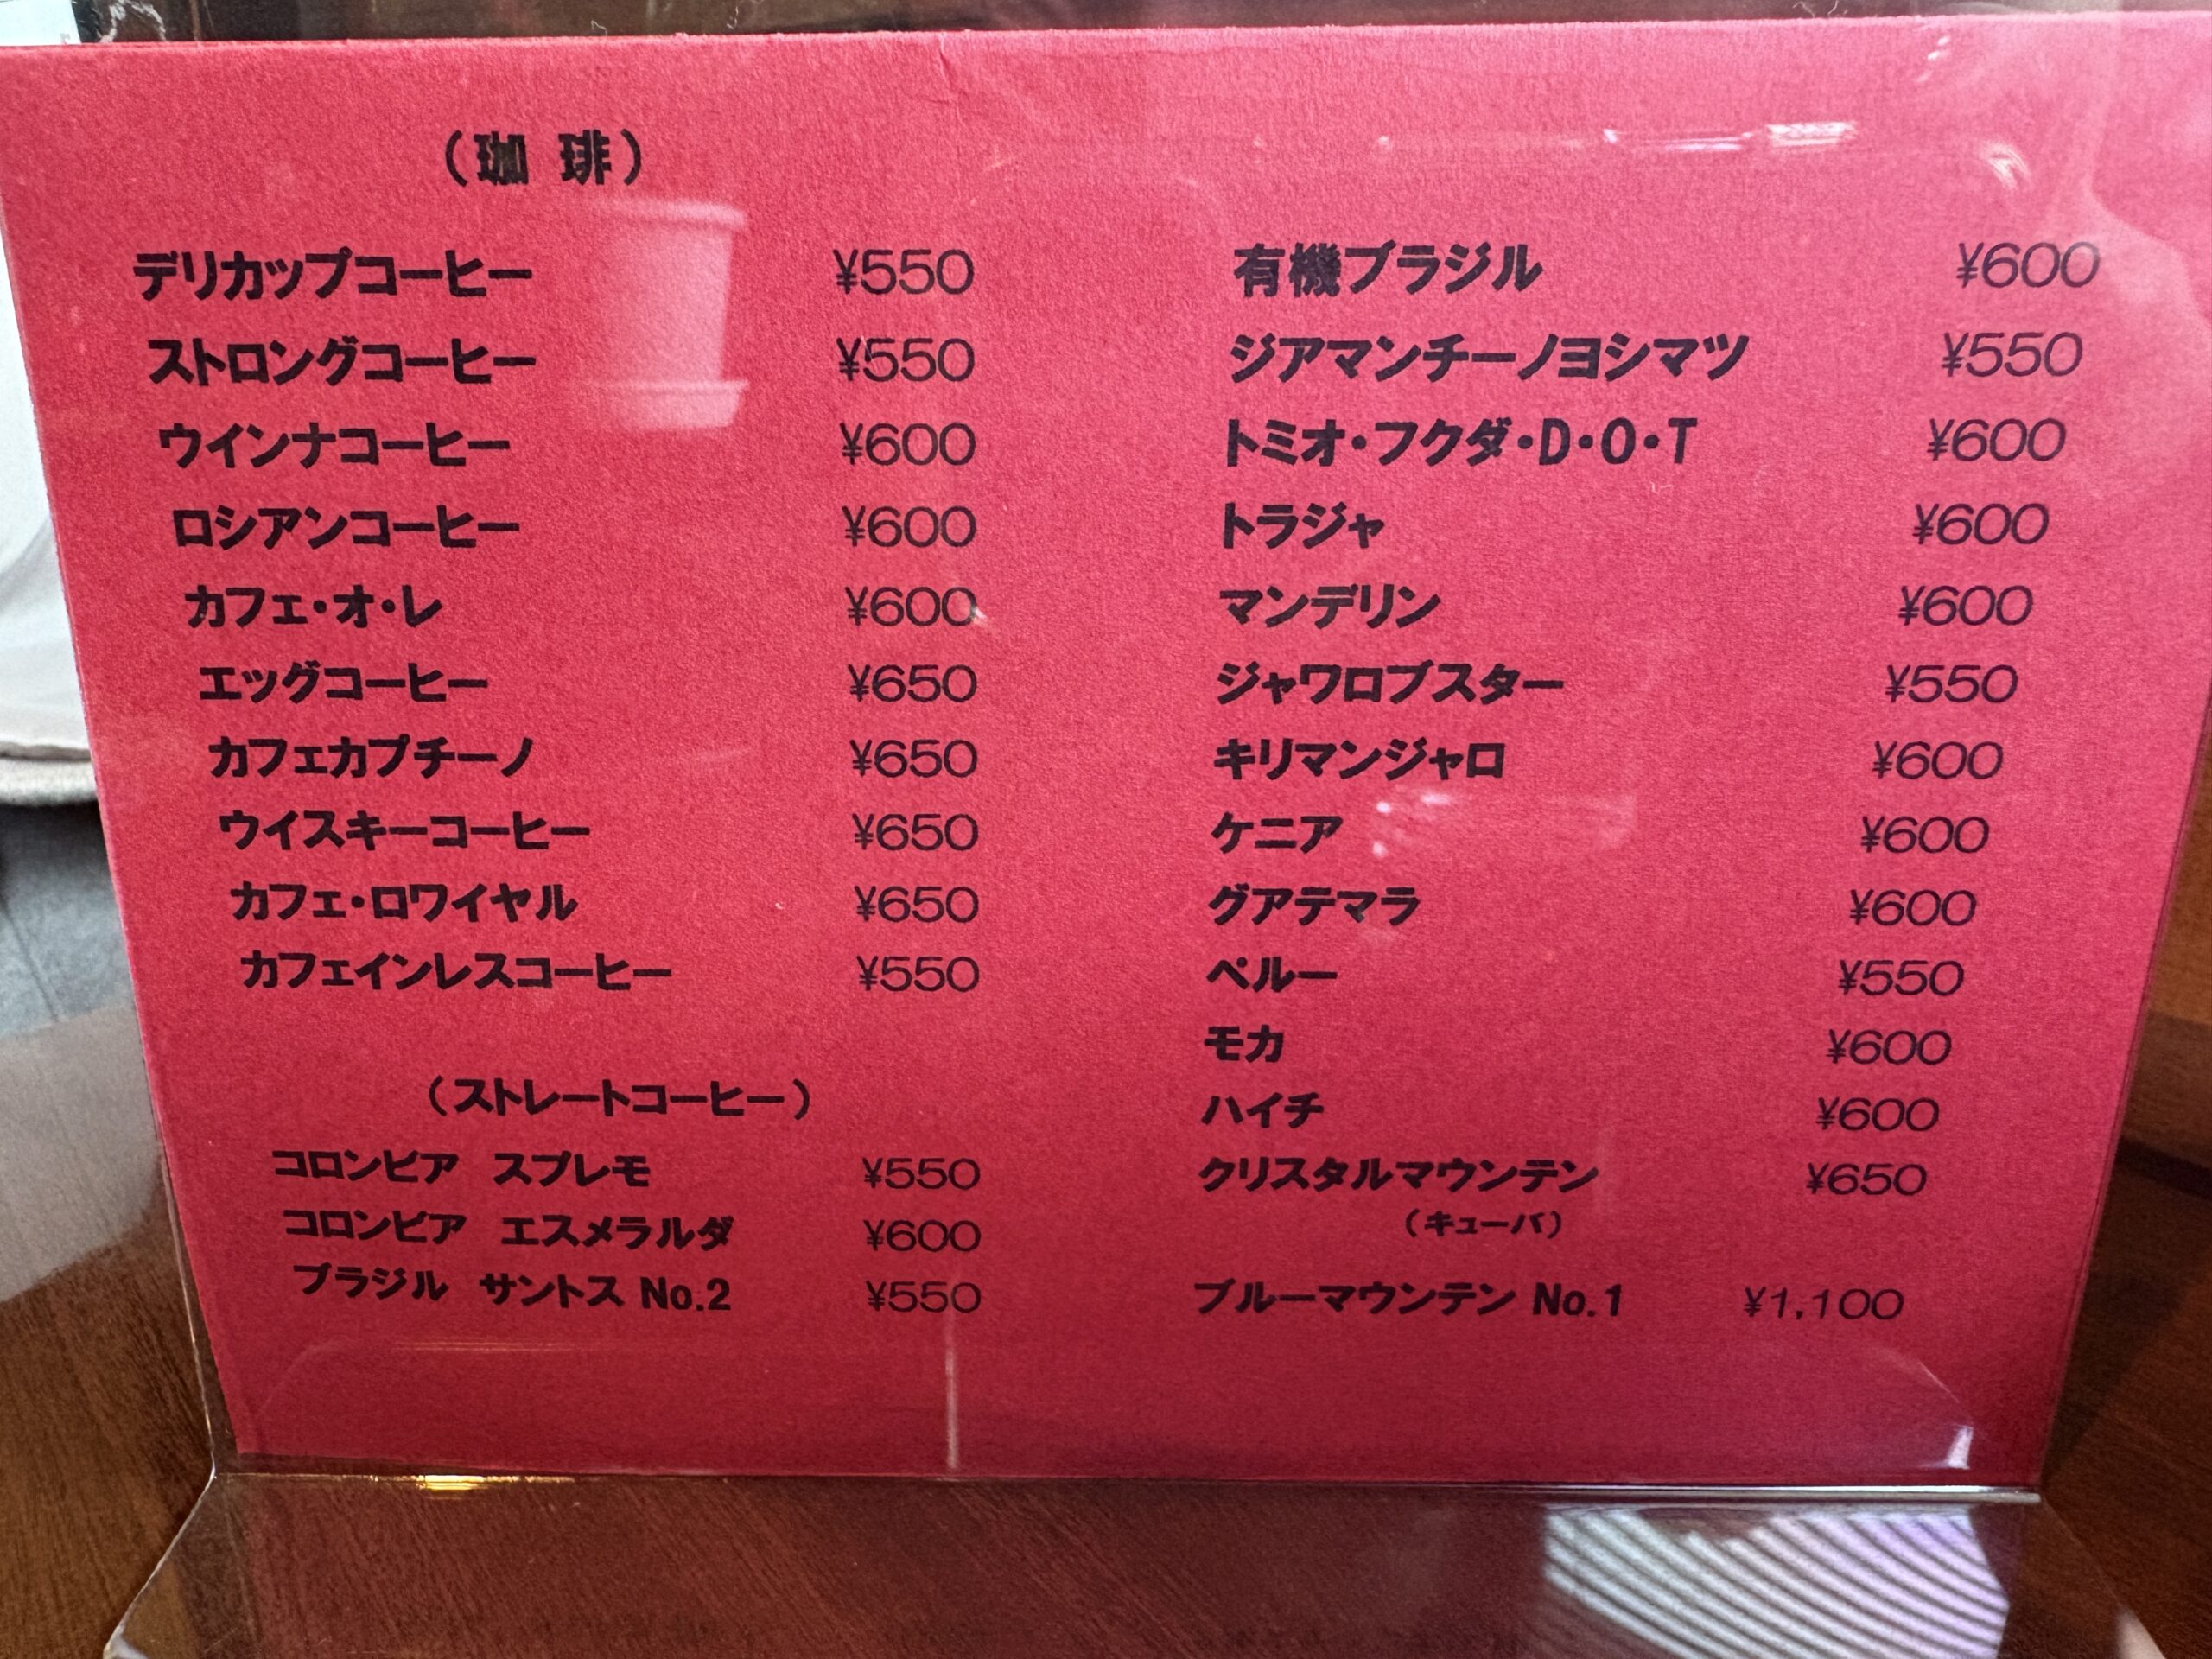 （珈 琲）
デリカップコーヒー ¥550
ストロングコーヒー ¥550
ウインナコーヒー ¥600
ロシアンコーヒー ¥600
カフェ・オ・レ ¥600
エッグコーヒー ¥650
カフェカプチーノ ¥650
ウイスキーコーヒー ¥650
カフェ・ロワイヤル ¥650
カフェインレスコーヒー ¥550
（ストレートコーヒー）
コロンビア スプレモ ¥550
コロンビア エスメラルダ ¥600
ブラジル サントス No.2 ¥550
有機ブラジル ¥600
ジアマンチーノヨシマツ ¥550
トミオ・フクダ・D・O・T ¥600
トラジャ ¥600
マンデリン ¥600
ジャワロブスター ¥550
キリマンジャロ ¥600
ケニア ¥600
グアテマラ ¥600
ペルー ¥550
モカ ¥600
ハイチ ¥600
クリスタルマウンテン ¥650
（キューバ）
ブルーマウンテン No.1 ¥1,100